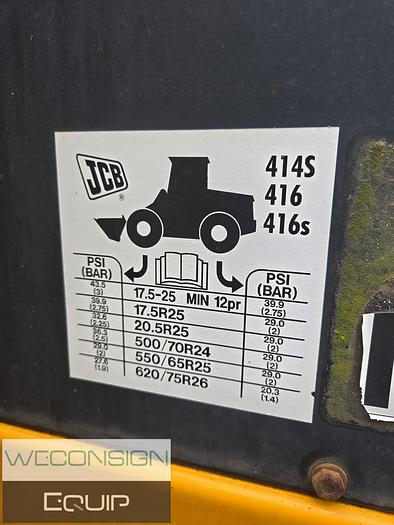 JCB
®
414S
416
416s
PSI
(BAR)
PSI
(BAR)
43.5
(3)
17.5-25 MIN 12pr
39.9
(2.75)
39.9
(2.75)
17.5R25
29.0
(2)
32.6
(2.25)
20.5R25
29.0
(2)
36.3
(2.5)
500/70R24
29.0
(2)
29.0
(2)
550/65R25
29.0
(2)
27.6
(1.9)
620/75R26
20.3
(1.4)
WECONSIGN
EQUIP